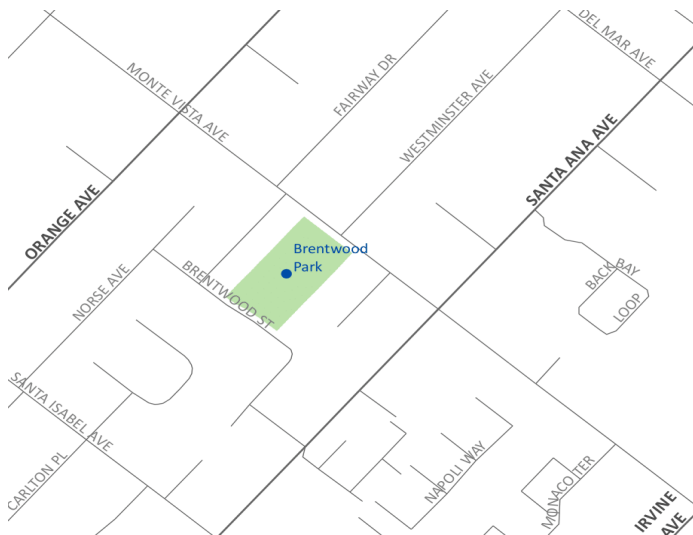 DEL MAR AVE
MONTE VISTA AVE
FAIRWAY DR
WESTMINSTER AVE
SANTA ANA AVE
ORANGE AVE
Brentwood
Park
BRENTWOOD ST
NORSE AVE
BACK BAY
LOOP
SANTA ISABEL AVE
CARLTON PL
NAPOLI WAY
MONACO TER
IRVINE
AVE